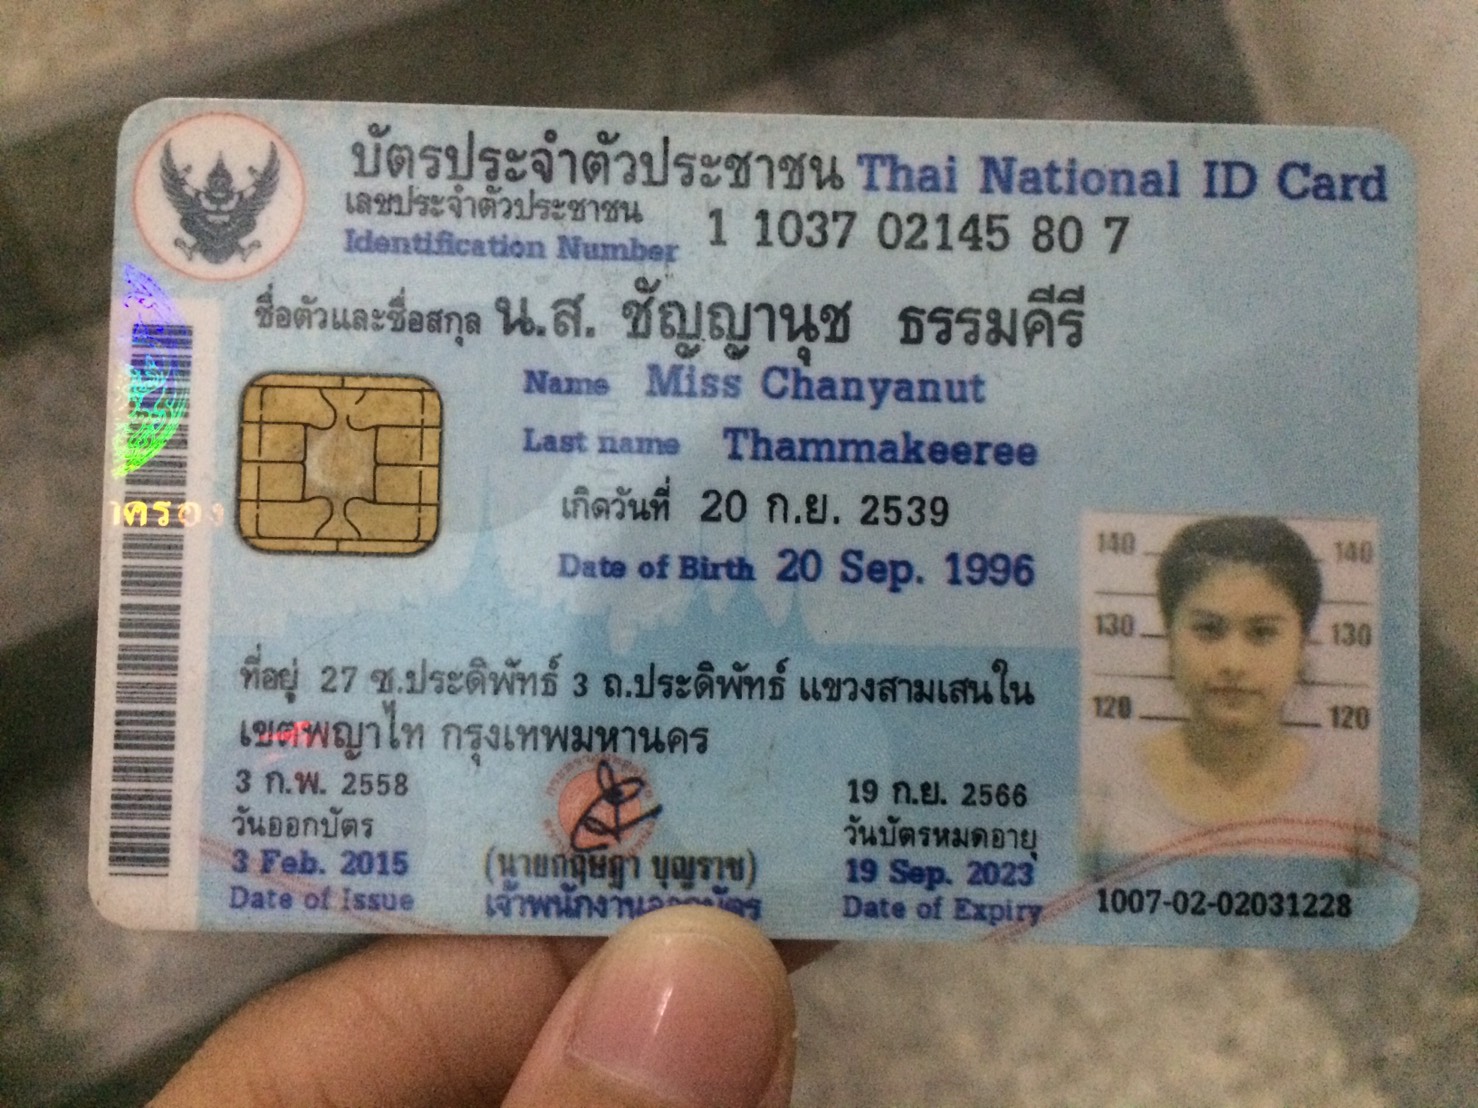 บัตรประจำตัวประชาชน Thai National ID Card
เลขประจำตัวประชาชน
Identification Number 1 1037 02145 80 7
ชื่อตัวและชื่อสกุล น.ส. ชัญญานุช ธรรมคีรี
Name Miss Chanyanut
Last name Thammakeeree
เกิดวันที่ 20 ก.ย. 2539
Date of Birth 20 Sep. 1996
ที่อยู่ 27 ซ.ประดิพัทธ์ 3 ถ.ประดิพัทธ์ แขวงสามเสนใน
เขตพญาไท กรุงเทพมหานคร
3 ก.พ. 2558
วันออกบัตร
3 Feb. 2015
Date of Issue
(นายกฤษฎา บุญราช)
เจ้าพนักงานออกบัตร
19 ก.ย. 2566
วันบัตรหมดอายุ
19 Sep. 2023
Date of Expiry
140 140
130 130
120 120
1007-02-02031228